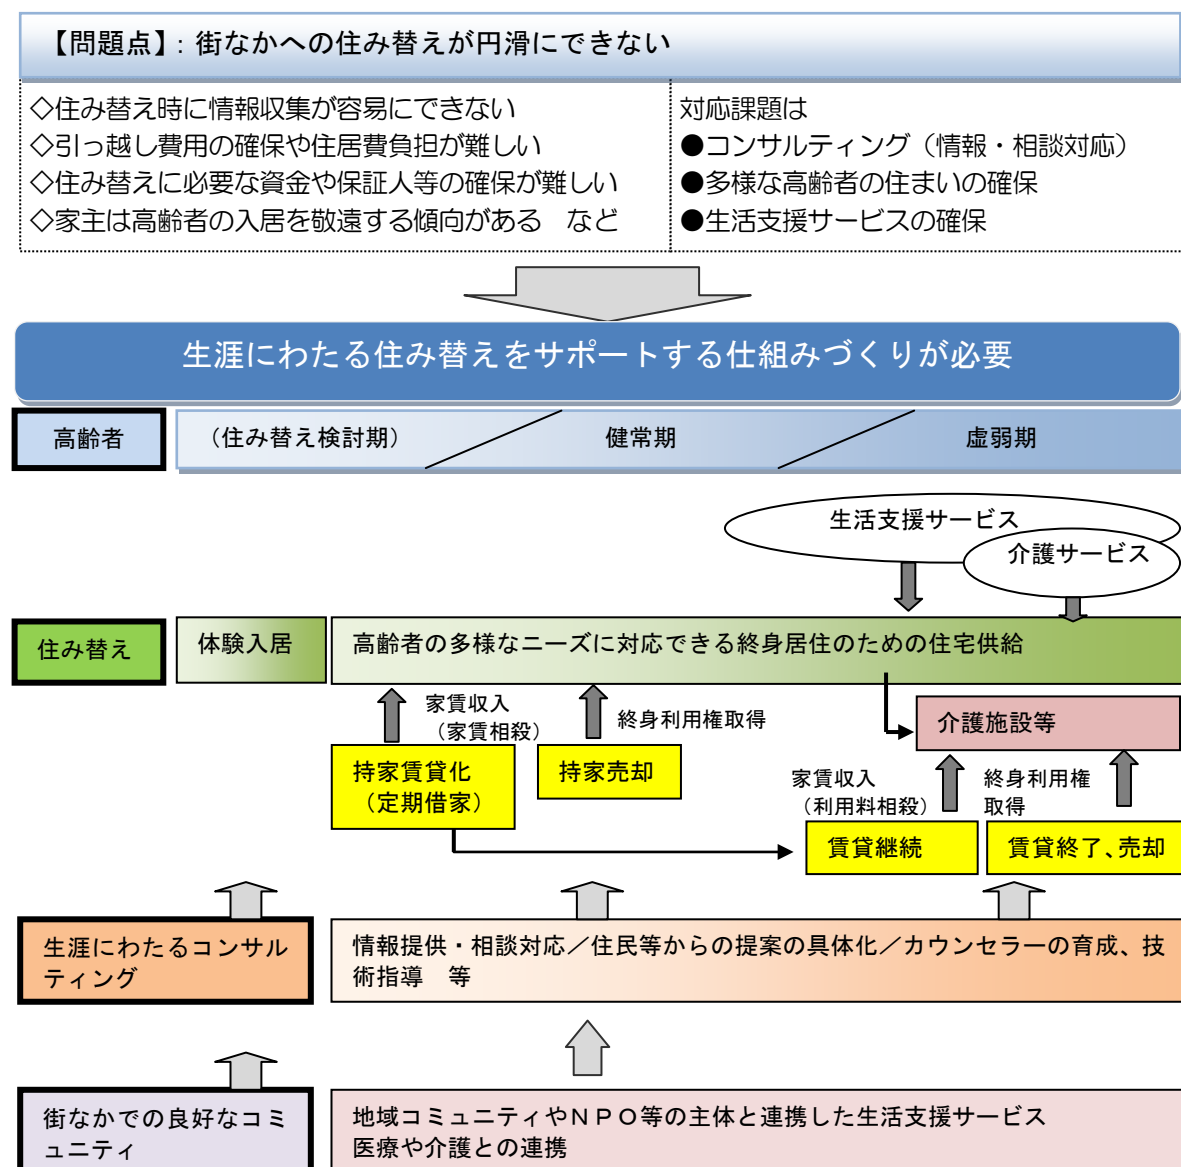 【問題点】：街なかへの住み替えが円滑にできない
◇住み替え時に情報収集が容易にできない
◇引っ越し費用の確保や住居費負担が難しい
◇住み替えに必要な資金や保証人等の確保が難しい
◇家主は高齢者の入居を敬遠する傾向がある　など
対応課題は
●コンサルティング（情報・相談対応）
●多様な高齢者の住まいの確保
●生活支援サービスの確保
生涯にわたる住み替えをサポートする仕組みづくりが必要
高齢者
（住み替え検討期）
健常期
虚弱期
生活支援サービス
介護サービス
住み替え
体験入居
高齢者の多様なニーズに対応できる終身居住のための住宅供給
家賃収入
（家賃相殺）
終身利用権取得
介護施設等
持家賃貸化
（定期借家）
持家売却
家賃収入
（利用料相殺）
終身利用権
取得
賃貸継続
賃貸終了、売却
生涯にわたるコンサル
ティング
情報提供・相談対応／住民等からの提案の具体化／カウンセラーの育成、技
術指導　等
街なかでの良好なコミ
ュニティ
地域コミュニティやＮＰＯ等の主体と連携した生活支援サービス
医療や介護との連携